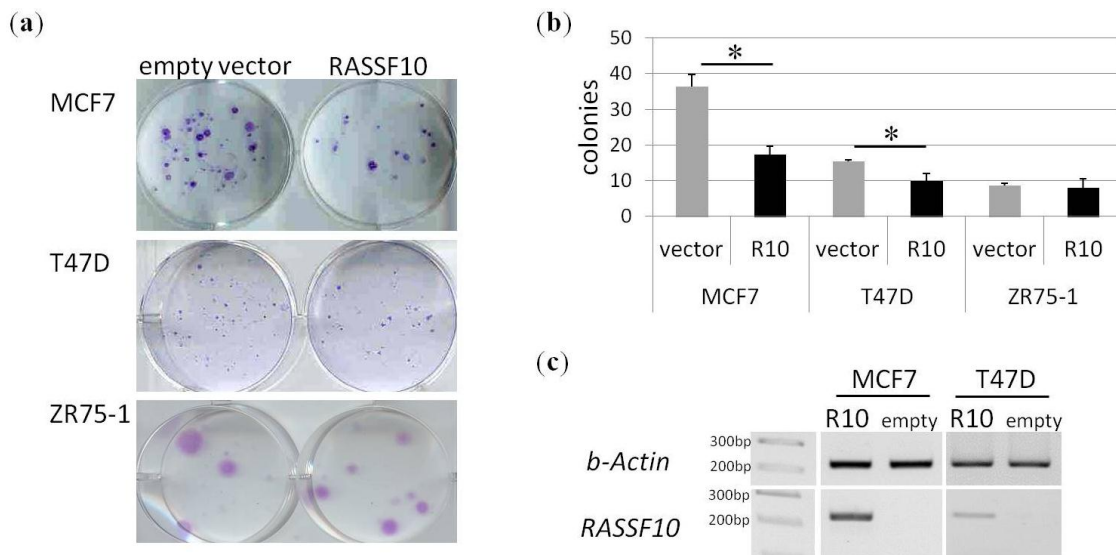 (a)
empty vector RASSF10
MCF7
T47D
ZR75-1
(b)
colonies
50
40
30
20
10
0
*
*
vector R10 vector R10 vector R10
MCF7 T47D ZR75-1
(c)
MCF7 T47D
R10 empty R10 empty
b-Actin
300bp
200bp
RASSF10
300bp
200bp